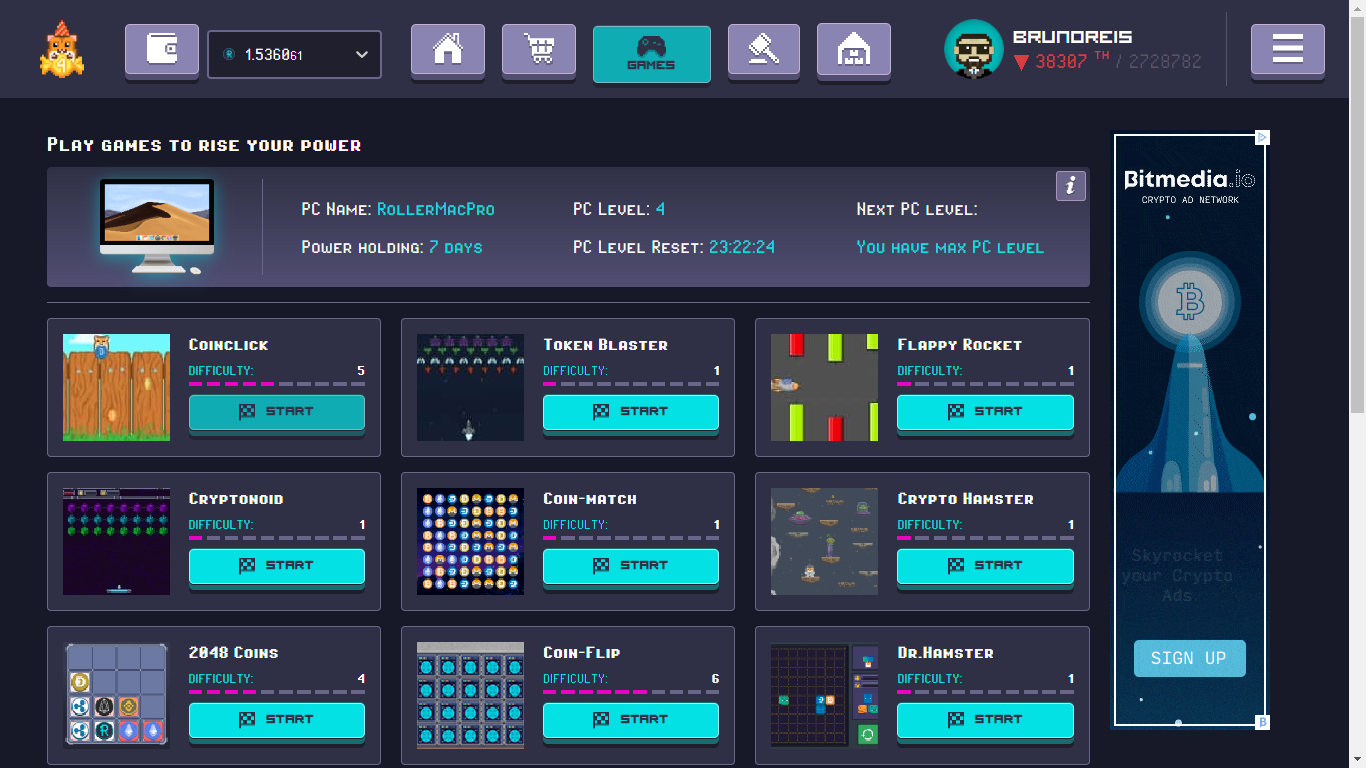 1.536061
GAMES
BRUNOREIS
38307 TH / 2728782
Play games to rise your power
PC Name: RollerMacPro
PC Level: 4
Next PC level:
Power holding: 7 days
PC Level Reset: 23:22:24
You have max PC level
i
Coinclick
DIFFICULTY: 5
START
Token Blaster
DIFFICULTY: 1
START
Flappy Rocket
DIFFICULTY: 1
START
Cryptonoid
DIFFICULTY: 1
START
Coin-match
DIFFICULTY: 1
START
Crypto Hamster
DIFFICULTY: 1
START
2048 Coins
DIFFICULTY: 4
START
Coin-Flip
DIFFICULTY: 6
START
Dr.Hamster
DIFFICULTY: 1
START
Bitmedia.io
CRYPTO AD NETWORK
Skyrocket
your Crypto
Ads.
SIGN UP